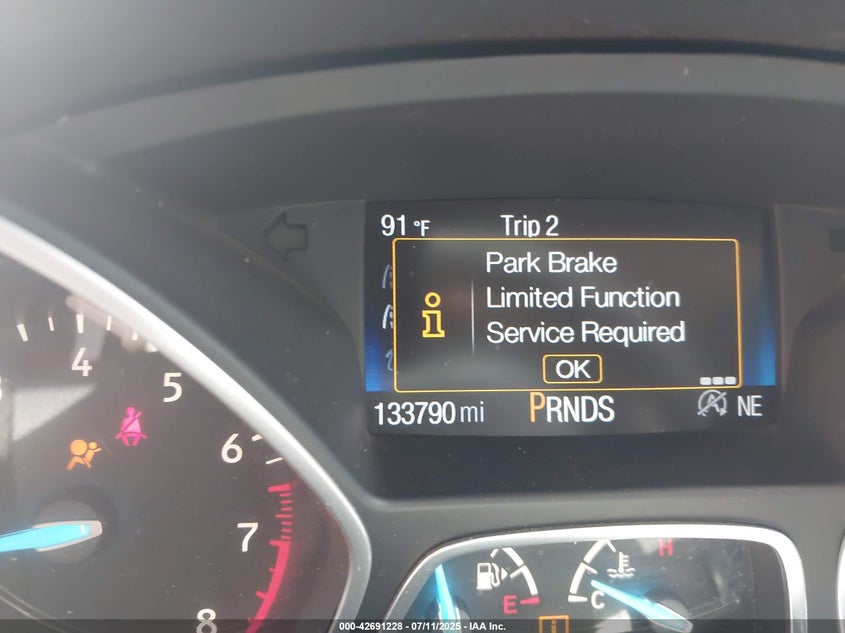 91 °F Trip 2
Park Brake
Limited Function
Service Required
OK
133790 mi PRNDS NE
4
5
6
7
8
E
C
H
000-42691228 - 07/11/2025 - IAA Inc.